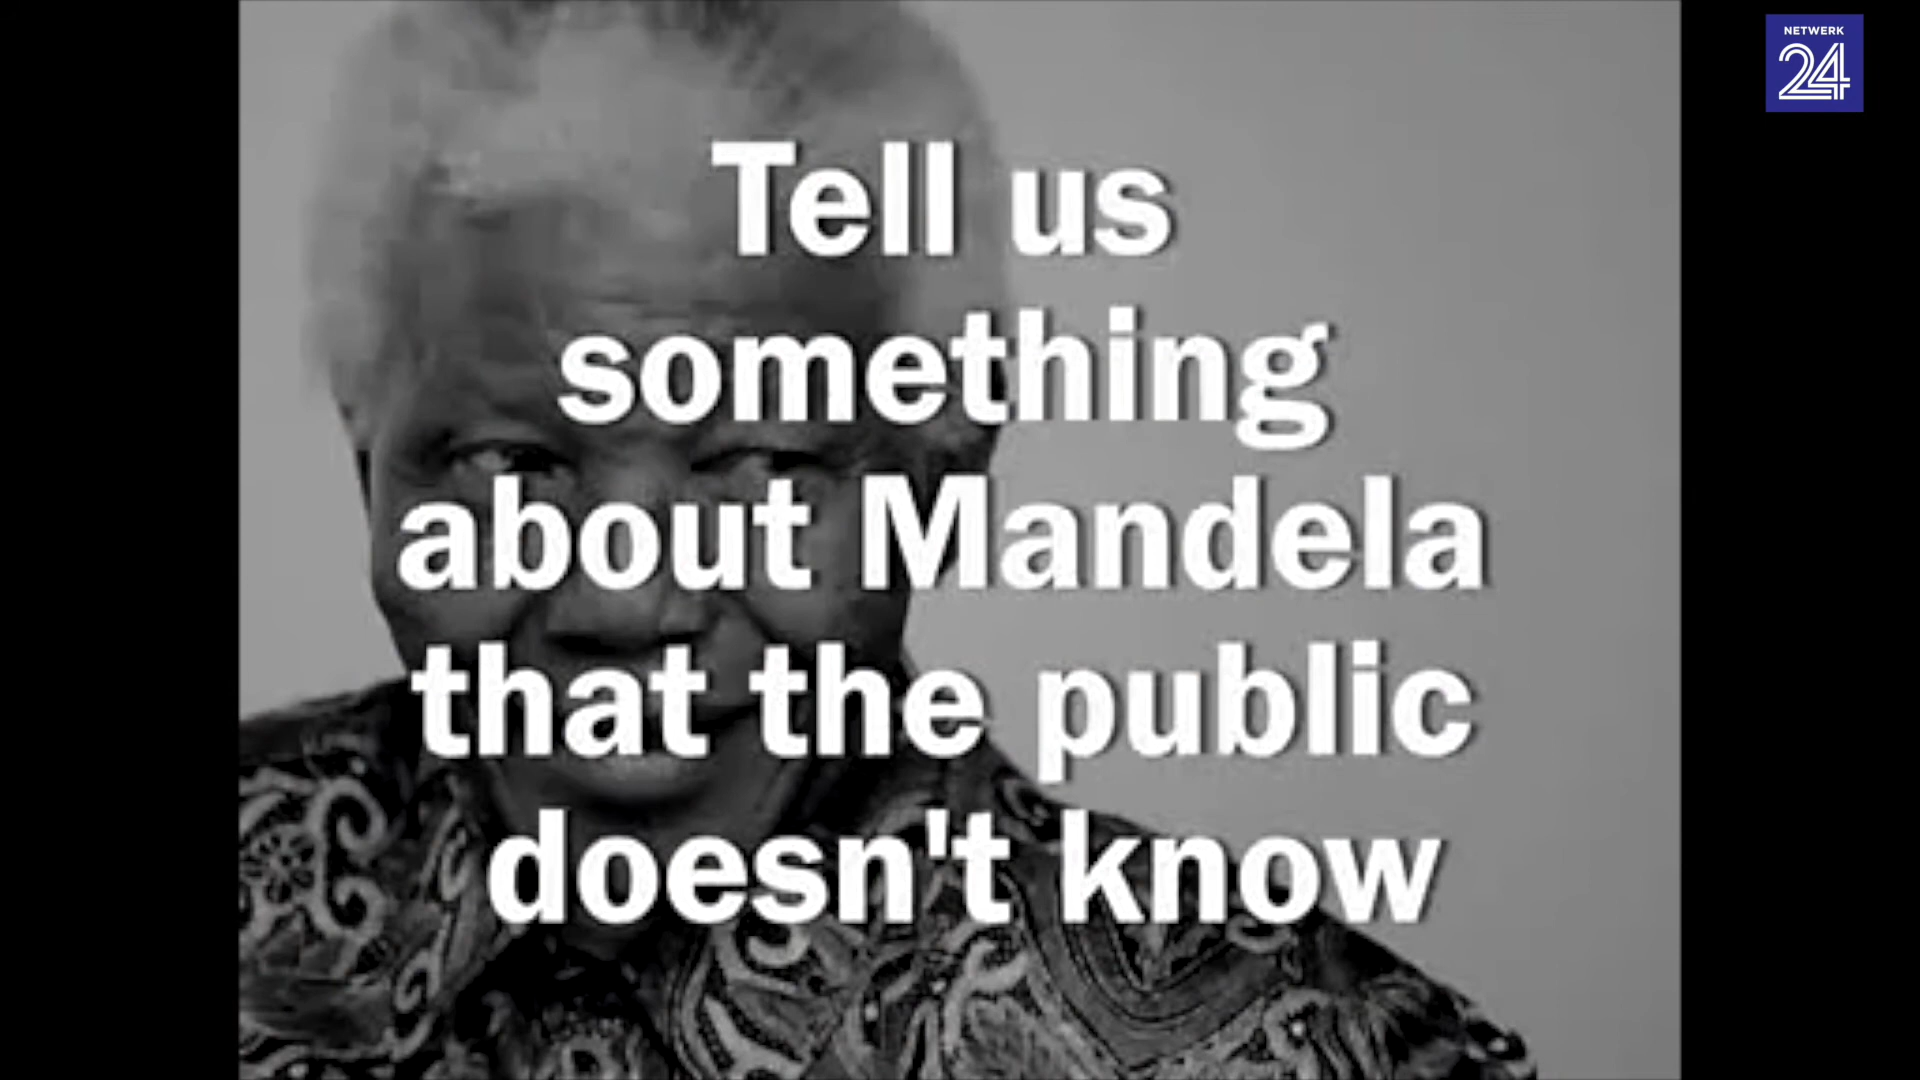 NETWERK
24
Tell us
something
about Mandela
that the public
doesn't know